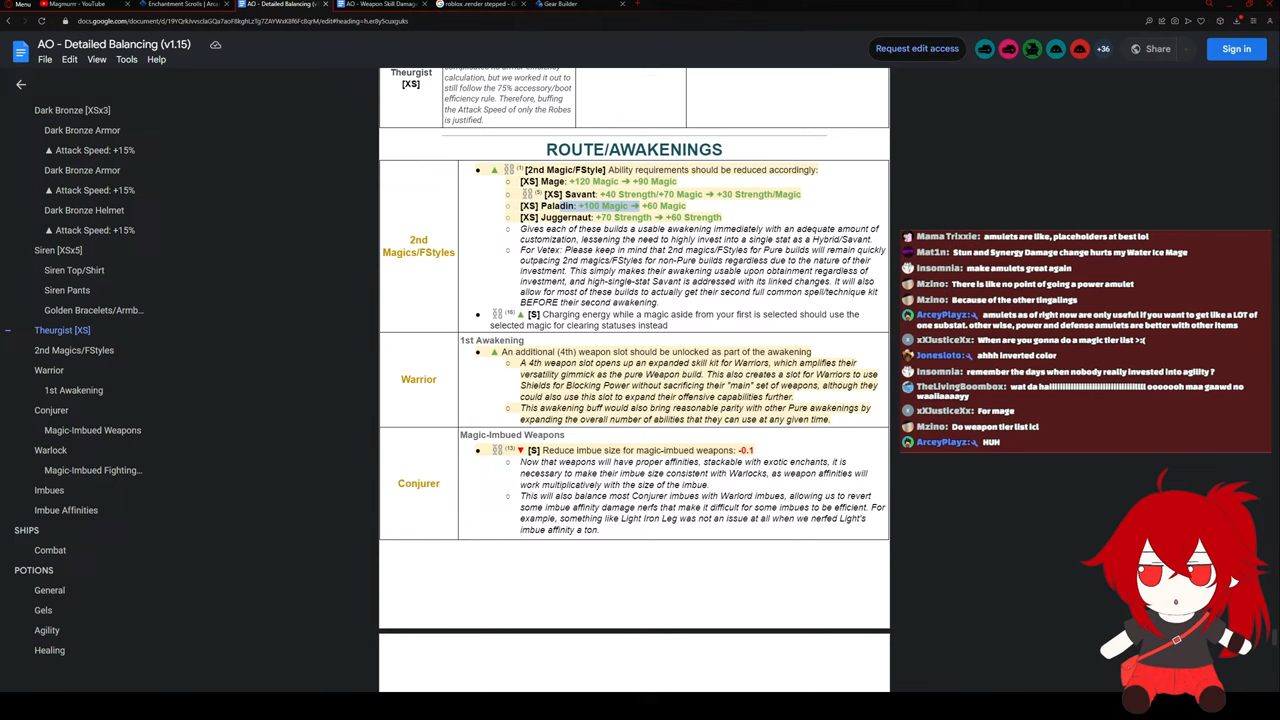 Menu
Magmurrr - YouTube
Enchantment Scrolls | Arca
AO - Detailed Balancing (v
AO - Weapon Skill Damage
roblox .render stepped - G
Gear Builder
AO - Detailed Balancing (v1.15)
File Edit View Tools Help
Request edit access
+36
Share
Sign in
Dark Bronze [XSx3]
Dark Bronze Armor
▲ Attack Speed: +15%
Dark Bronze Armor
▲ Attack Speed: +15%
Dark Bronze Helmet
▲ Attack Speed: +15%
Siren [XSx5]
Siren Top/Shirt
Siren Pants
Golden Bracelets/Armb...
Theurgist [XS]
2nd Magics/FStyles
Warrior
1st Awakening
Conjurer
Magic-Imbued Weapons
Warlock
Magic-Imbued Fighting...
Imbues
Imbue Affinities
SHIPS
Combat
POTIONS
General
Gels
Agility
Healing
Theurgist
[XS]
calculation, but we worked it out to
still follow the 75% accessory/boot
efficiency rule. Therefore, buffing
the Attack Speed of only the Robes
is justified.
ROUTE/AWAKENINGS
2nd
Magics/FStyles
● ▲ (1) [2nd Magic/FStyle] Ability requirements should be reduced accordingly:
○ [XS] Mage: +120 Magic ➔ +90 Magic
○ (5) [XS] Savant: +40 Strength/+70 Magic ➔ +30 Strength/Magic
○ [XS] Paladin: +100 Magic ➔ +60 Magic
○ [XS] Juggernaut: +70 Strength ➔ +60 Strength
○ Gives each of these builds a usable awakening immediately with an adequate amount of
customization, lessening the need to highly invest into a single stat as a Hybrid/Savant.
○ For Vetex: Please keep in mind that 2nd magics/FStyles for Pure builds will remain quickly
outpacing 2nd magics/FStyles for non-Pure builds regardless due to the nature of their
investment. This simply makes their awakening usable upon obtainment regardless of
investment, and high-single-stat Savant is addressed with its linked changes. It will also
allow for most of these builds to actually get their second full common spell/technique kit
BEFORE their second awakening.
● (16) ▲ [S] Charging energy while a magic aside from your first is selected should use the
selected magic for clearing statuses instead
Warrior
1st Awakening
● ▲ An additional (4th) weapon slot should be unlocked as part of the awakening
○ A 4th weapon slot opens up an expanded skill kit for Warriors, which amplifies their
versatility gimmick as the pure Weapon build. This also creates a slot for Warriors to use
Shields for Blocking Power without sacrificing their "main" set of weapons, although they
could also use this slot to expand their offensive capabilities further.
○ This awakening buff would also bring reasonable parity with other Pure awakenings by
expanding the overall number of abilities that they can use at any given time.
Conjurer
Magic-Imbued Weapons
● (13) ▼ [S] Reduce imbue size for magic-imbued weapons: -0.1
○ Now that weapons will have proper affinities, stackable with exotic enchants, it is
necessary to make their imbue size consistent with Warlocks, as weapon affinities will
work multiplicatively with the size of the imbue.
○ This will also balance most Conjurer imbues with Warlord imbues, allowing us to revert
some imbue affinity damage nerfs that make it difficult for some imbues to be efficient. For
example, something like Light Iron Leg was not an issue at all when we nerfed Light's
imbue affinity a ton.
Mama Trixxie: amulets are like, placeholders at best lol
Mat1n: Stun and Synergy Damage change hurts my Water ice Mage
Insomnia: make amulets great again
Mzino: There is like no point of going a power amulet
Mzino: Because of the other tingalings
ArceyPlayz: amulets as of right now are only useful if you want to get like a LOT of
one substat. other wise, power and defense amulets are better with other items
xXJusticeXx: When are you gonna do a magic tier list >:(
Jonesloto: ahhh inverted color
Insomnia: remember the days when nobody really invested into agility ?
xXJusticeXx: For mage
Mzino: Do weapon tier list icl
ArceyPlayz: HUH